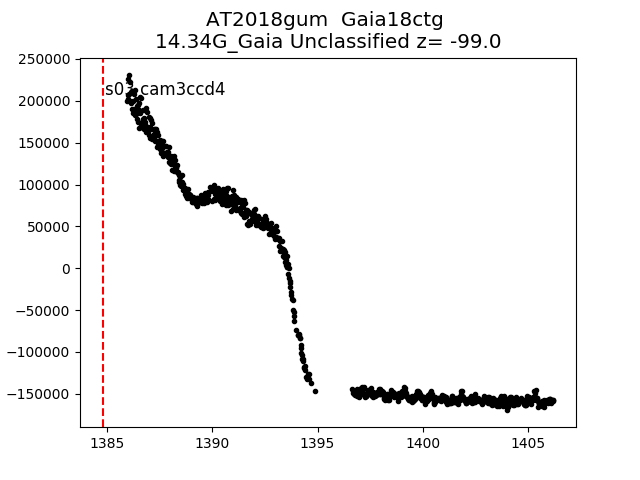 AT2018gum  Gaia18ctg
14.34G_Gaia Unclassified z= -99.0
s03 cam3ccd4
250000
200000
150000
100000
50000
0
−50000
−100000
−150000
1385 1390 1395 1400 1405